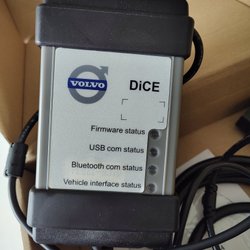 VOLVO
DiCE
Firmware status
USB com status
Bluetooth com status
Vehicle interface status